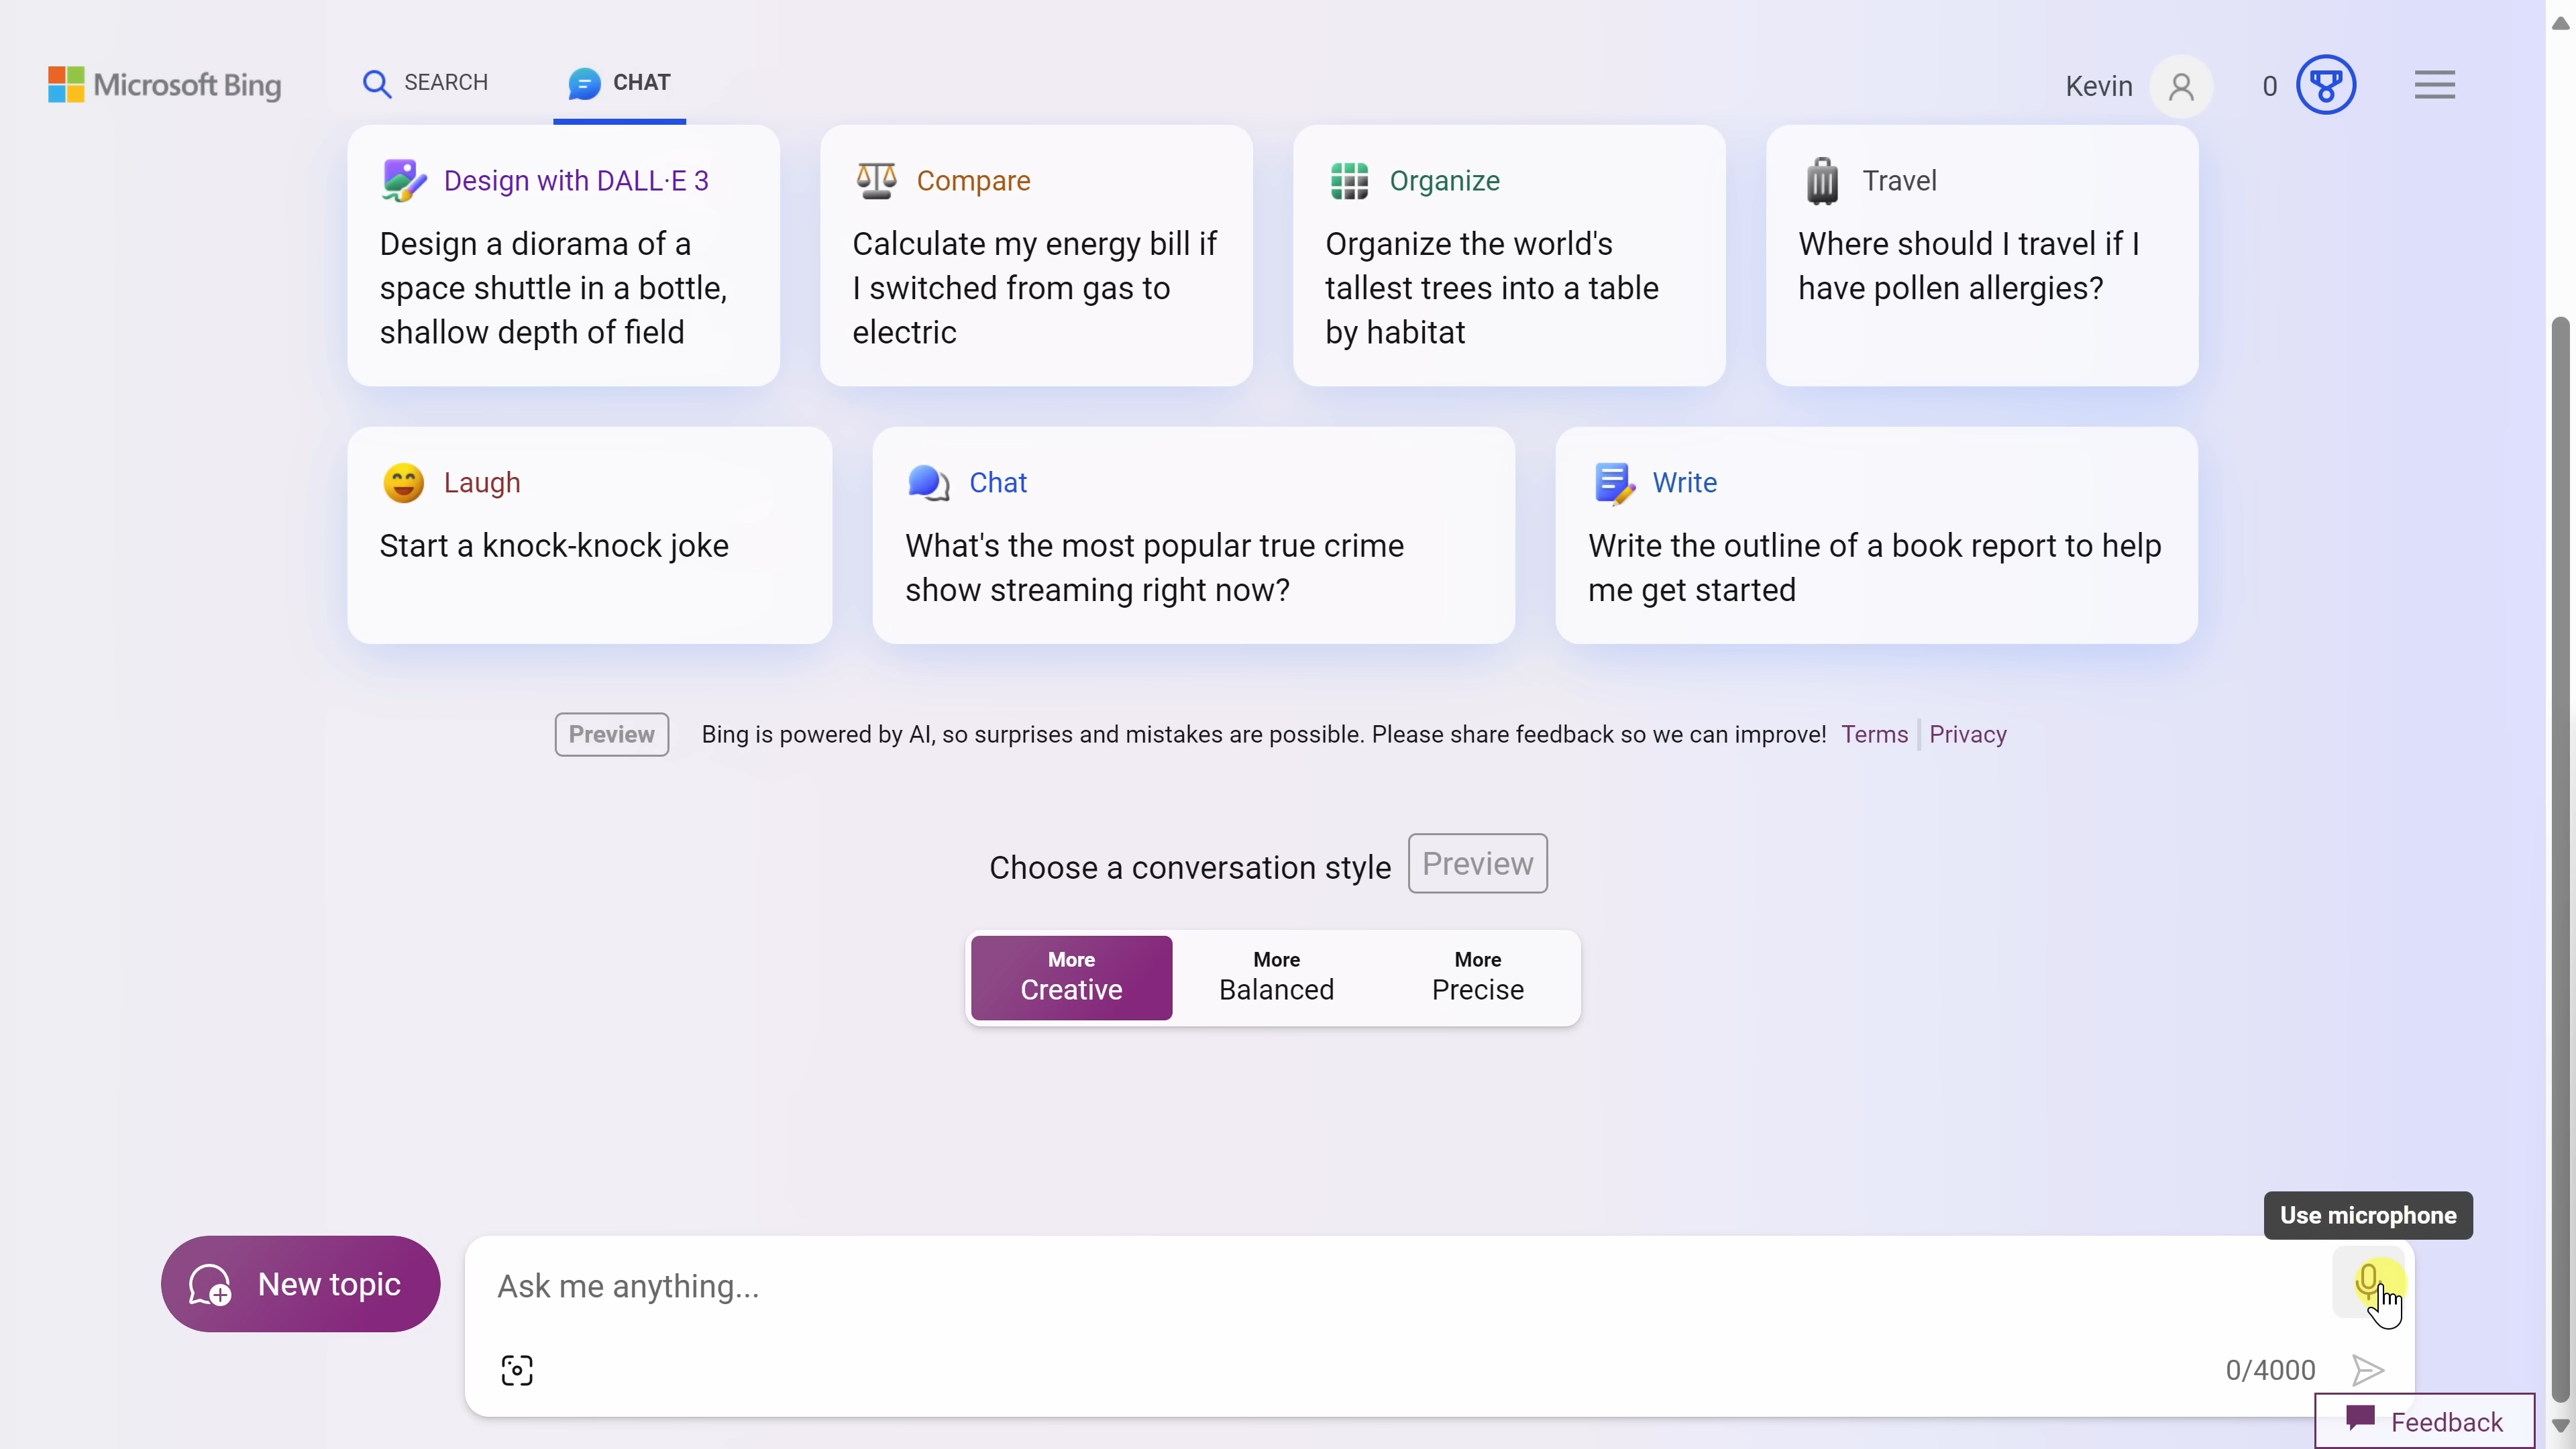 Microsoft Bing
SEARCH
CHAT
Kevin
0
Design with DALL·E 3
Design a diorama of a
space shuttle in a bottle,
shallow depth of field
Compare
Calculate my energy bill if
I switched from gas to
electric
Organize
Organize the world's
tallest trees into a table
by habitat
Travel
Where should I travel if I
have pollen allergies?
Laugh
Start a knock-knock joke
Chat
What's the most popular true crime
show streaming right now?
Write
Write the outline of a book report to help
me get started
Preview
Bing is powered by AI, so surprises and mistakes are possible. Please share feedback so we can improve! Terms | Privacy
Choose a conversation style Preview
More
Creative
More
Balanced
More
Precise
Use microphone
New topic
Ask me anything...
0/4000
Feedback